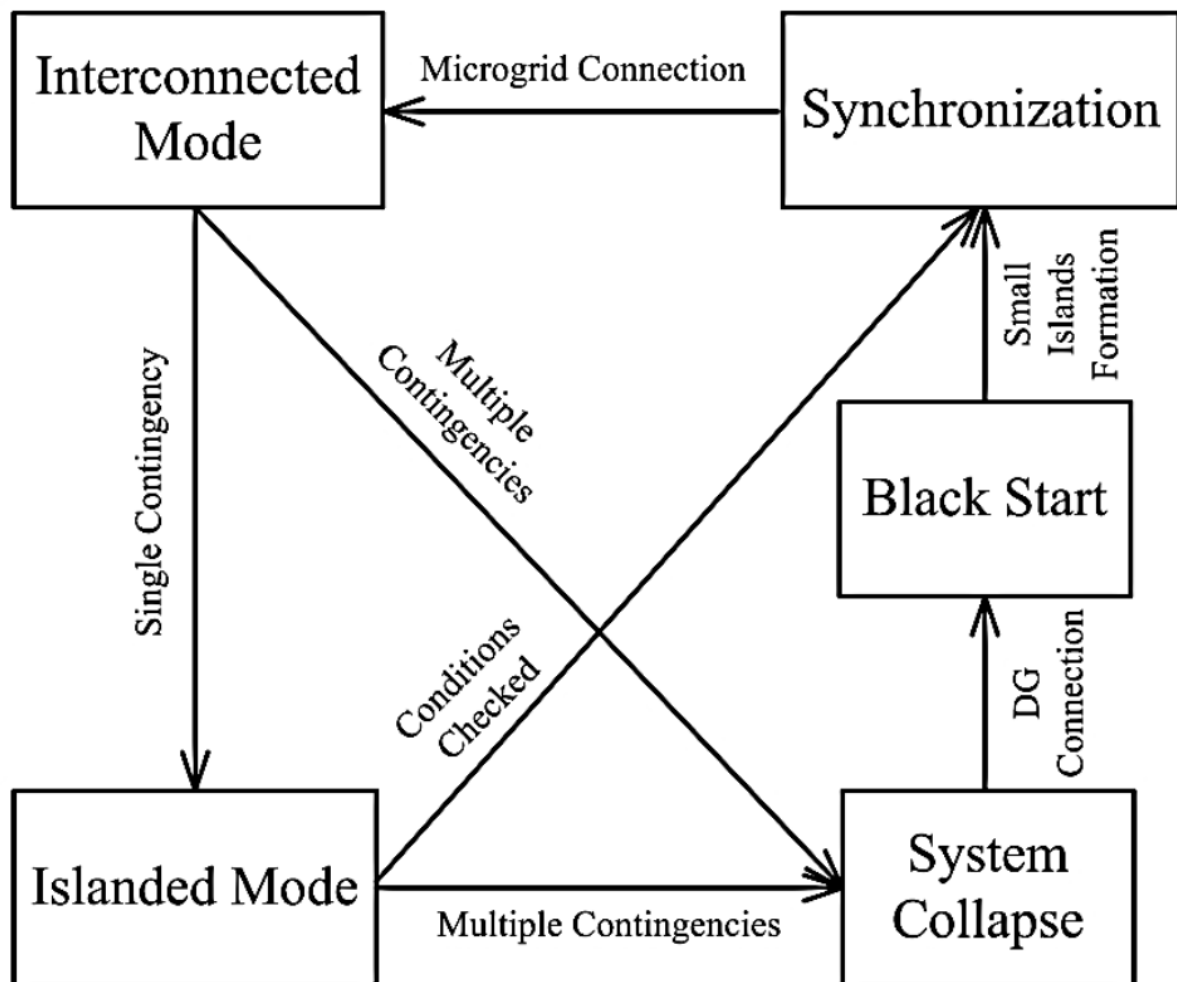 Interconnected
Mode
Microgrid Connection
Synchronization
Small
Islands
Formation
Multiple
Contingencies
Single Contingency
Black Start
Conditions
Checked
DG
Connection
Islanded Mode
Multiple Contingencies
System
Collapse